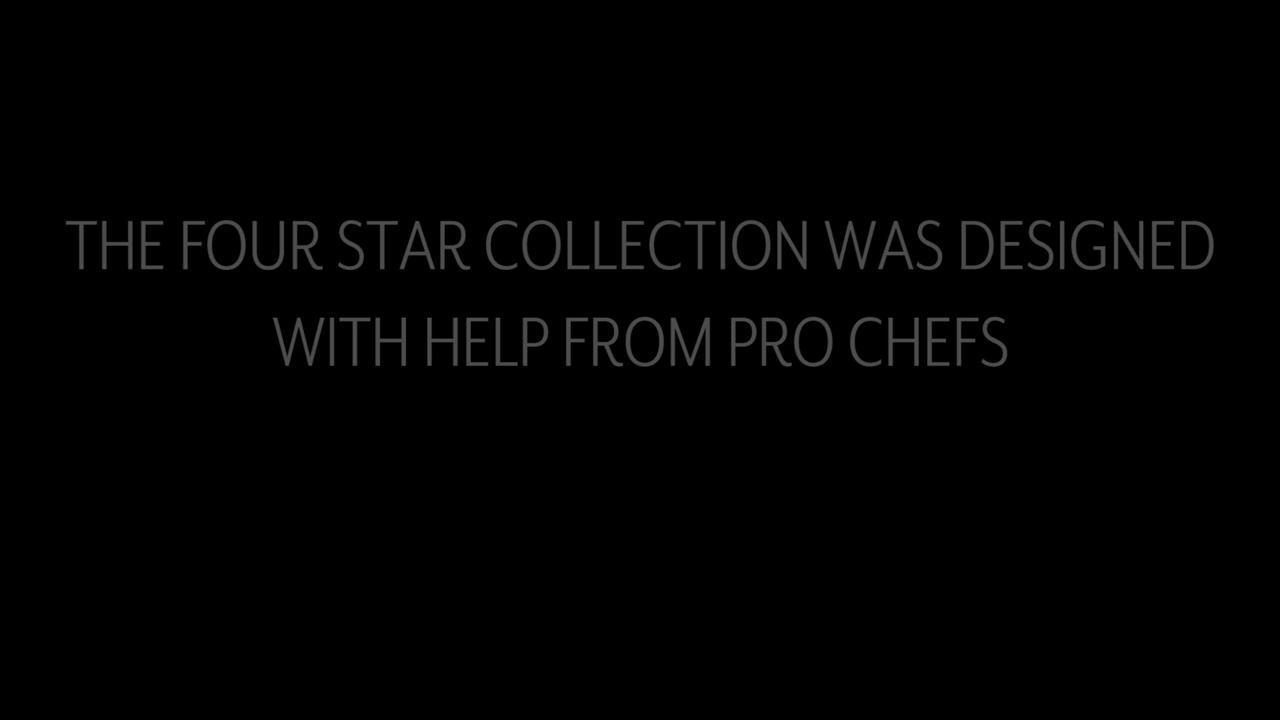 THE FOUR STAR COLLECTION WAS DESIGNED
WITH HELP FROM PRO CHEFS